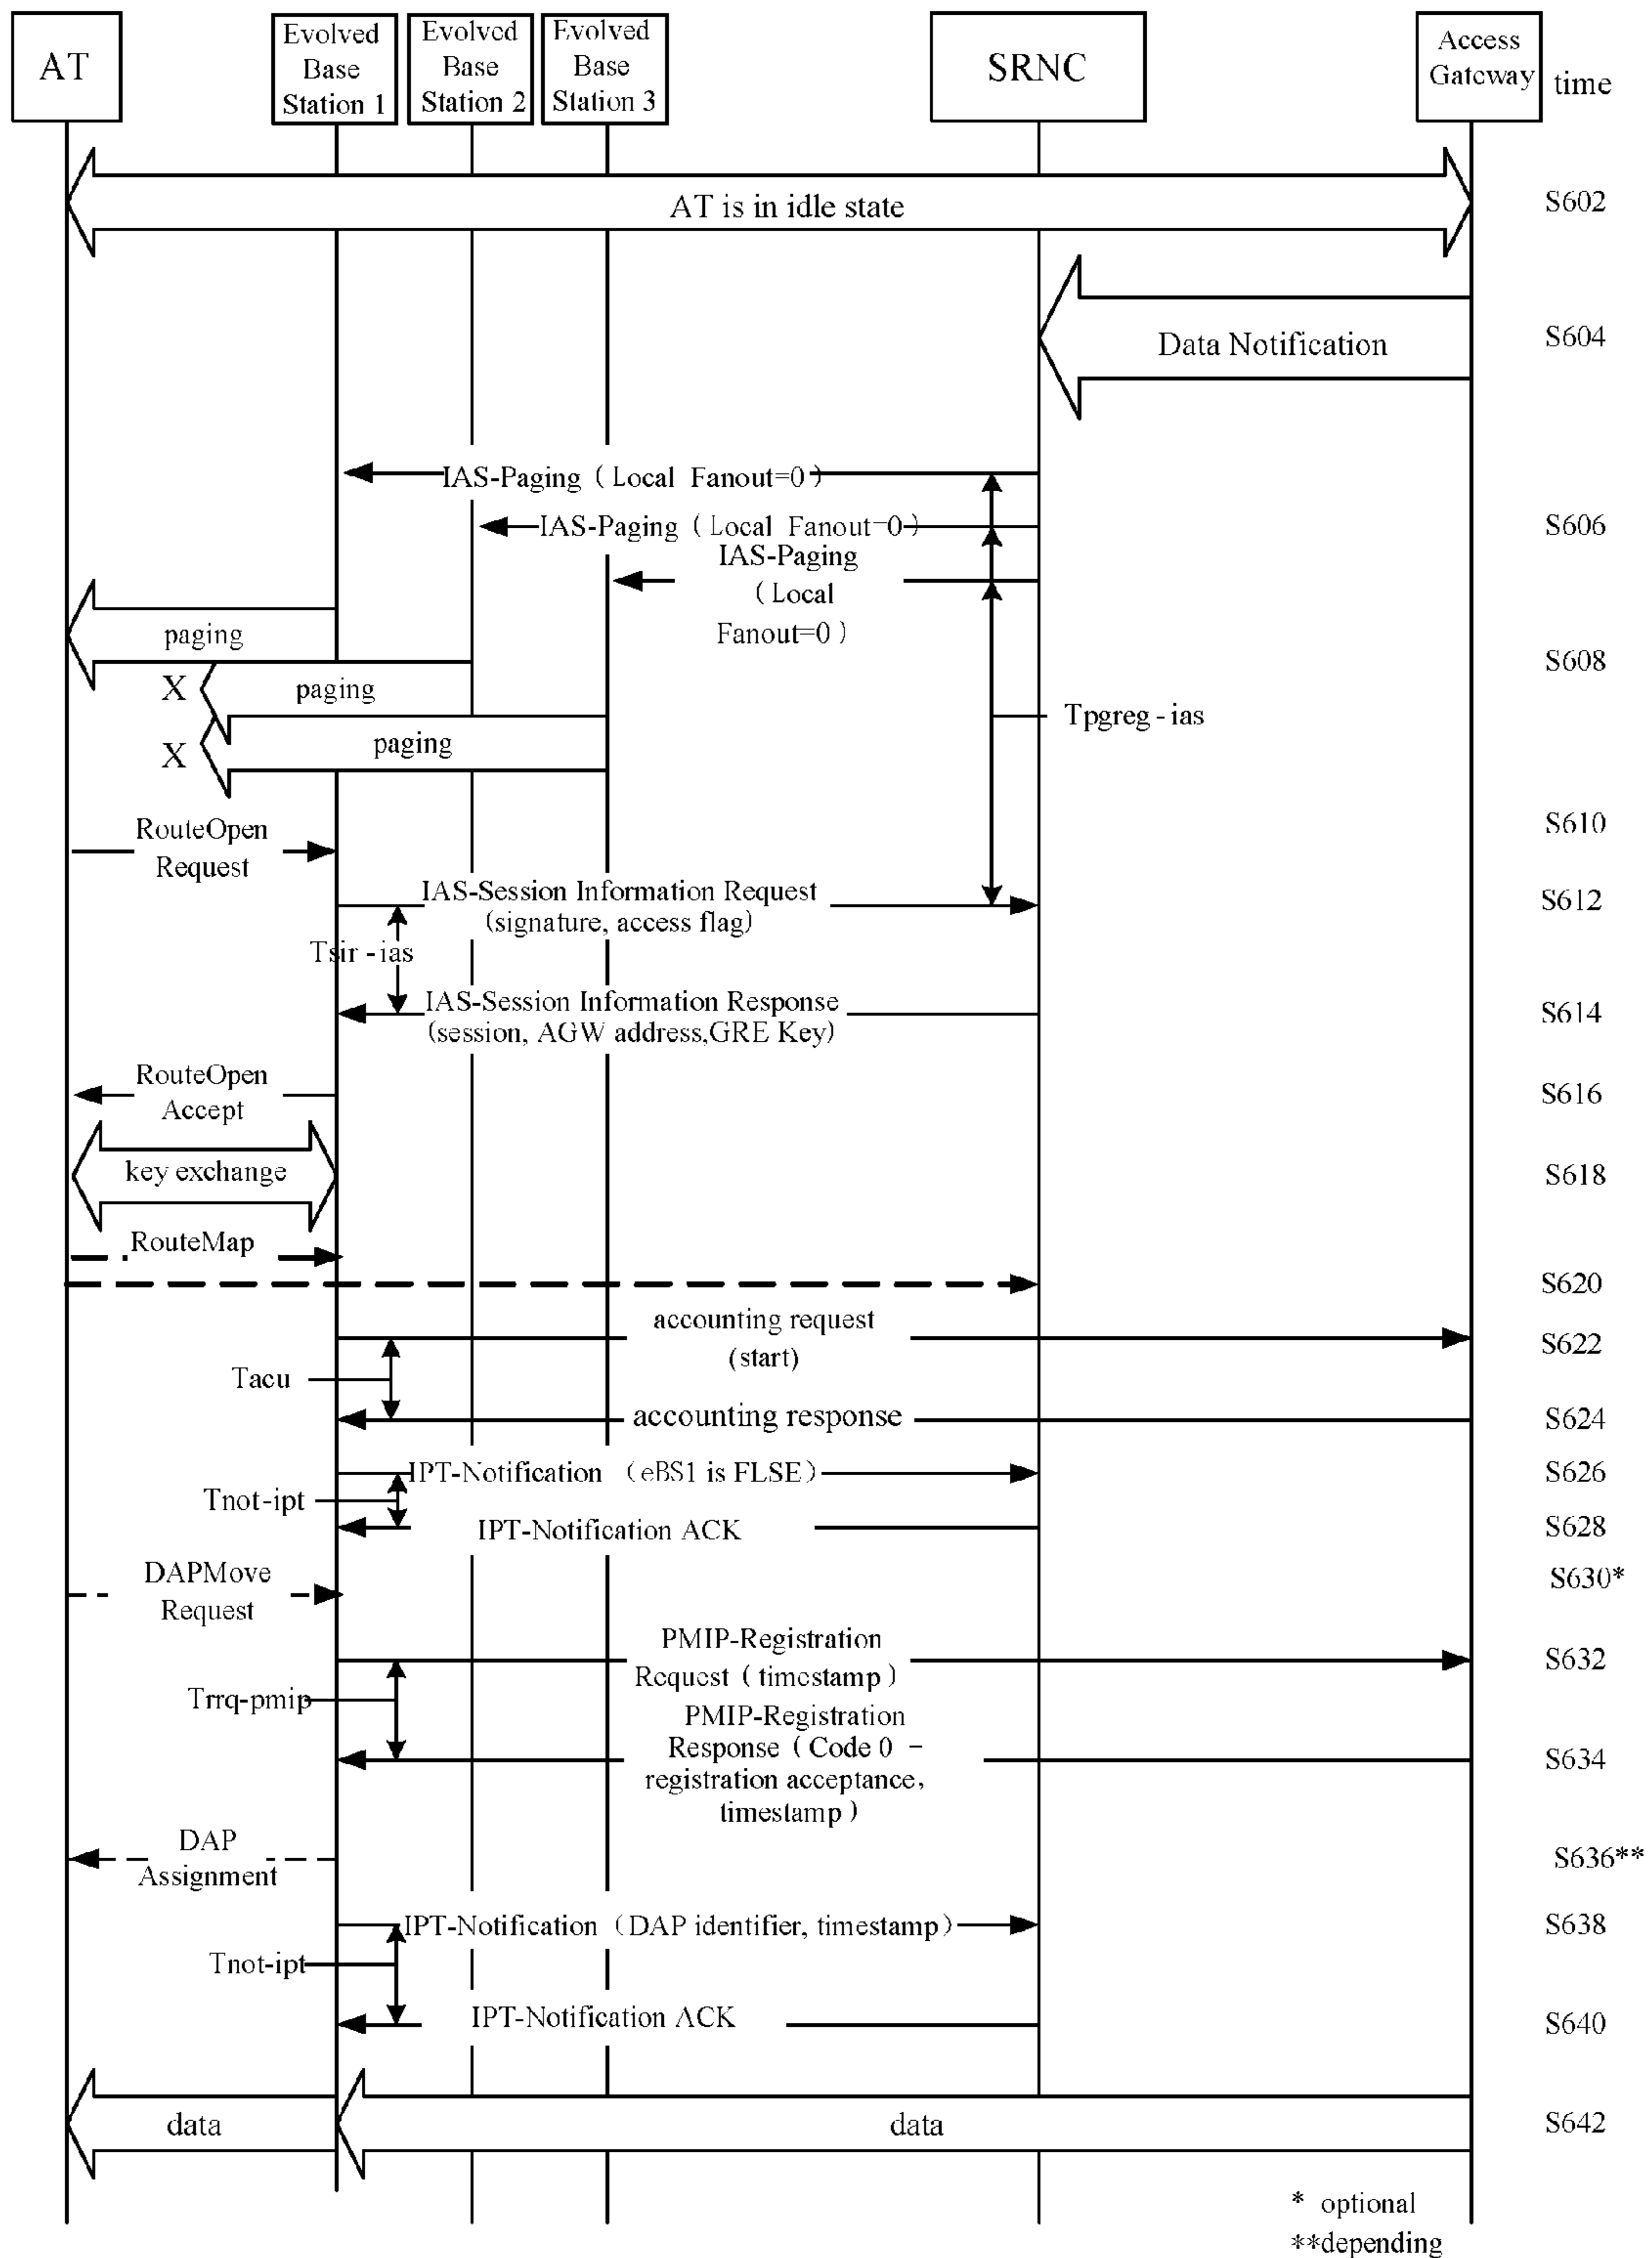 AT
Evolved
Base
Station 1
Evolved
Base
Station 2
Evolved
Base
Station 3
SRNC
Access
Gateway
time
AT is in idle state
S602
Data Notification
S604
IAS-Paging ( Local Fanout=0 )
IAS-Paging ( Local Fanout=0 )
S606
IAS-Paging
( Local
Fanout=0 )
paging
S608
X
paging
Tpgreg-ias
X
paging
RouteOpen
Request
S610
IAS-Session Information Request
(signature, access flag)
S612
Tsir-ias
IAS-Session Information Response
(session, AGW address,GRE Key)
S614
RouteOpen
Accept
S616
key exchange
S618
RouteMap
S620
accounting request
(start)
S622
Tacu
accounting response
S624
IPT-Notification (eBS1 is FLSE)
S626
Tnot-ipt
IPT-Notification ACK
S628
DAPMove
Request
S630*
PMIP-Registration
Request ( timestamp )
S632
Trrq-pmip
PMIP-Registration
Response ( Code 0 -
registration acceptance,
timestamp )
S634
DAP
Assignment
S636**
IPT-Notification (DAP identifier, timestamp)
S638
Tnot-ipt
IPT-Notification ACK
S640
data
data
S642
* optional
**depending